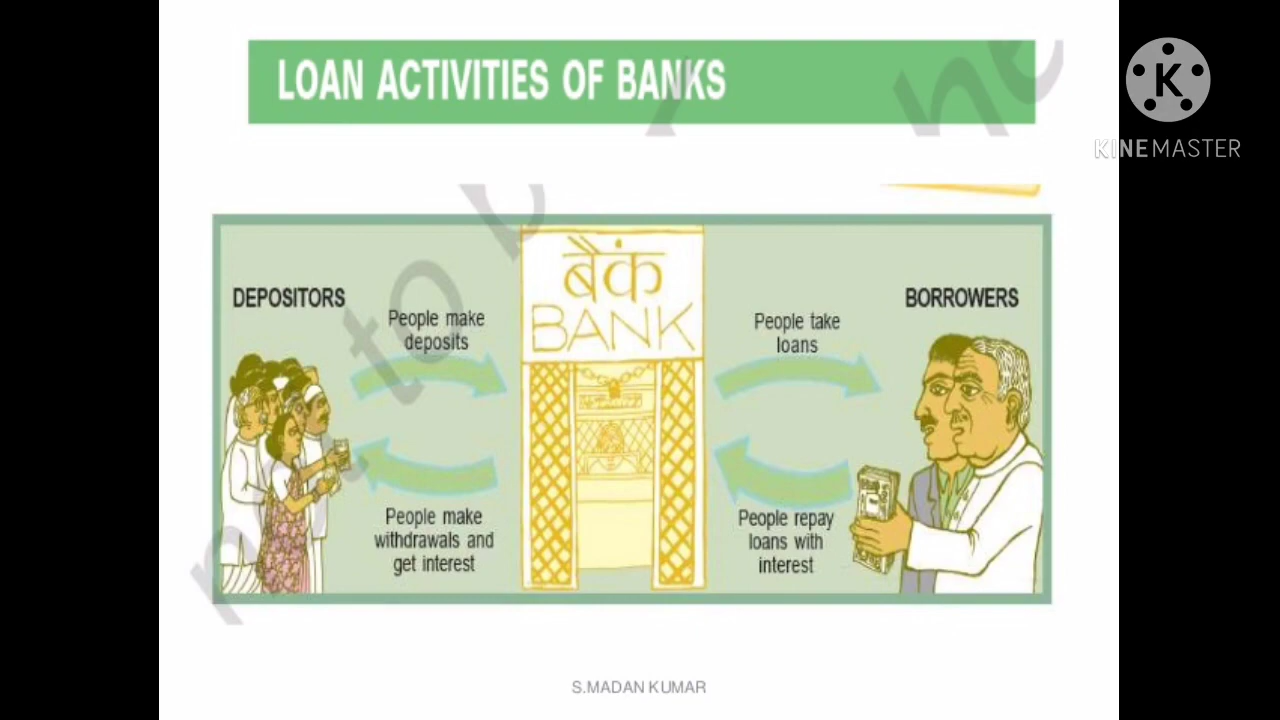 LOAN ACTIVITIES OF BANKS
K
KINEMASTER
बैंक
BANK
DEPOSITORS
People make
deposits
People take
loans
BORROWERS
People make
withdrawals and
get interest
People repay
loans with
interest
S.MADAN KUMAR